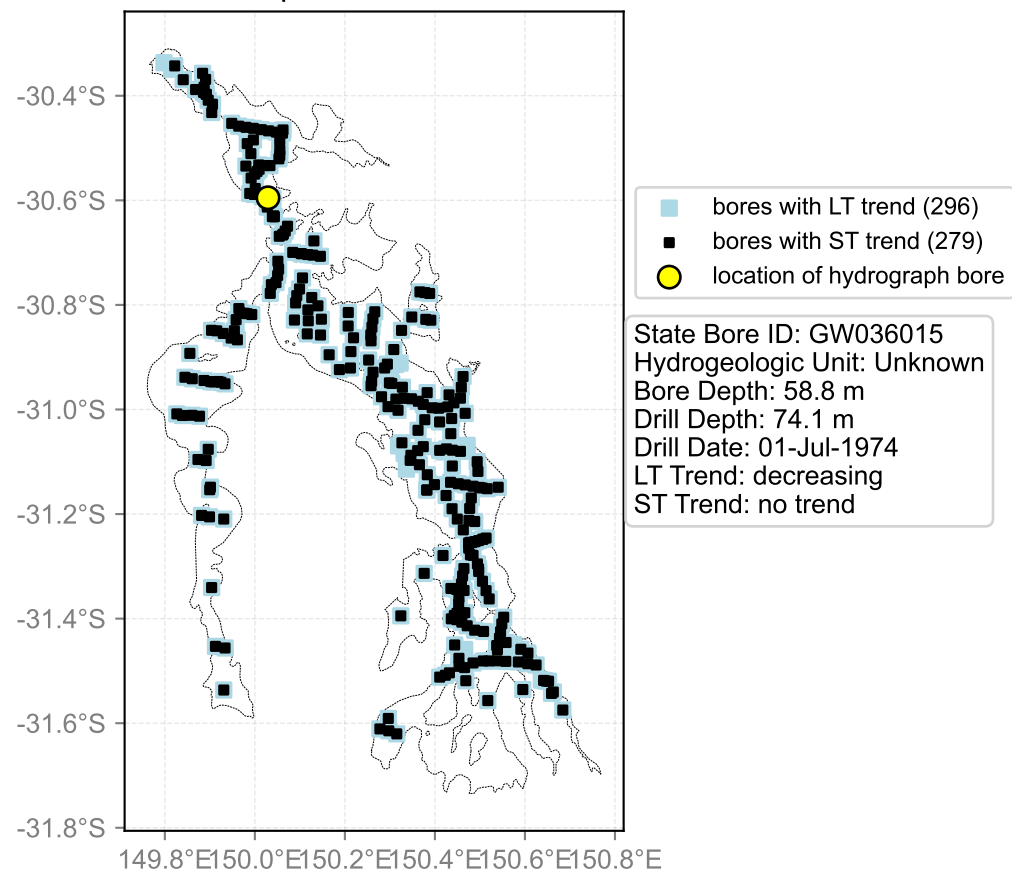 -30.4°S
-30.6°S
-30.8°S
-31.0°S
-31.2°S
-31.4°S
-31.6°S
-31.8°S
149.8°E150.0°E150.2°E150.4°E150.6°E150.8°E
bores with LT trend (296)
bores with ST trend (279)
location of hydrograph bore
State Bore ID: GW036015
Hydrogeologic Unit: Unknown
Bore Depth: 58.8 m
Drill Depth: 74.1 m
Drill Date: 01-Jul-1974
LT Trend: decreasing
ST Trend: no trend